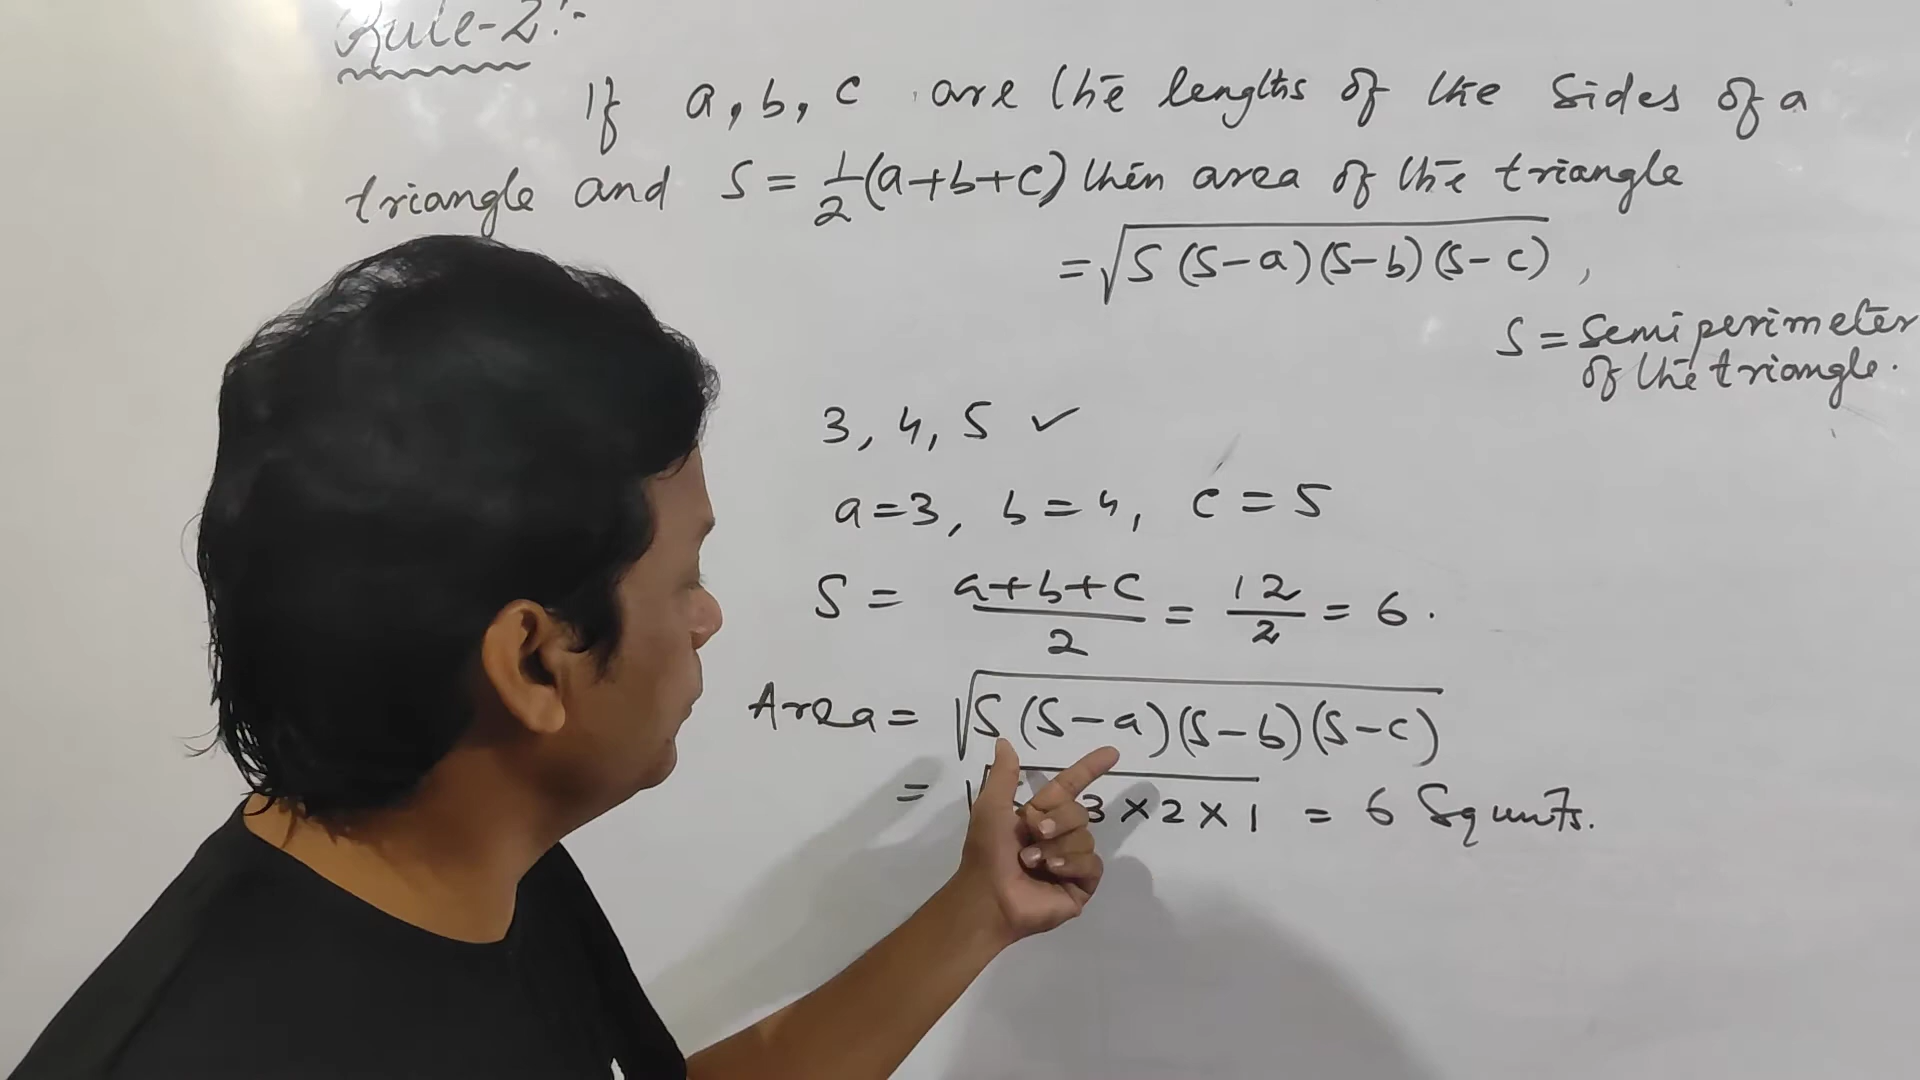 Rule-2:-
If a, b, c are the lengths of the sides of a
triangle and S = 1/2 (a+b+c) then area of the triangle
= √S(S-a)(S-b)(S-c) ,
S = Semi perimeter
of the triangle.
3, 4, 5 ✓
a=3, b=4, c=5
S = a+b+c/2 = 12/2 = 6.
Area = √S(S-a)(S-b)(S-c)
= √ 3×2×1 = 6 Sq units.